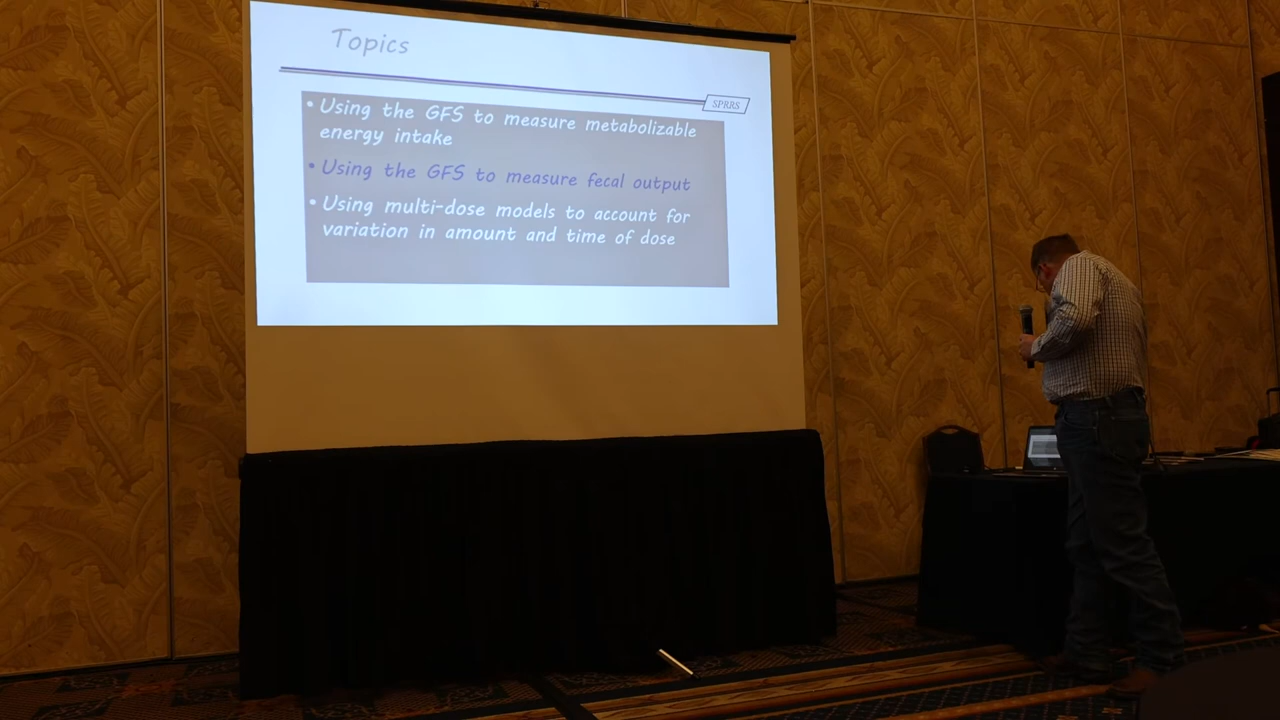 Topics
SPRRS
• Using the GFS to measure metabolizable
energy intake
• Using the GFS to measure fecal output
• Using multi-dose models to account for
variation in amount and time of dose